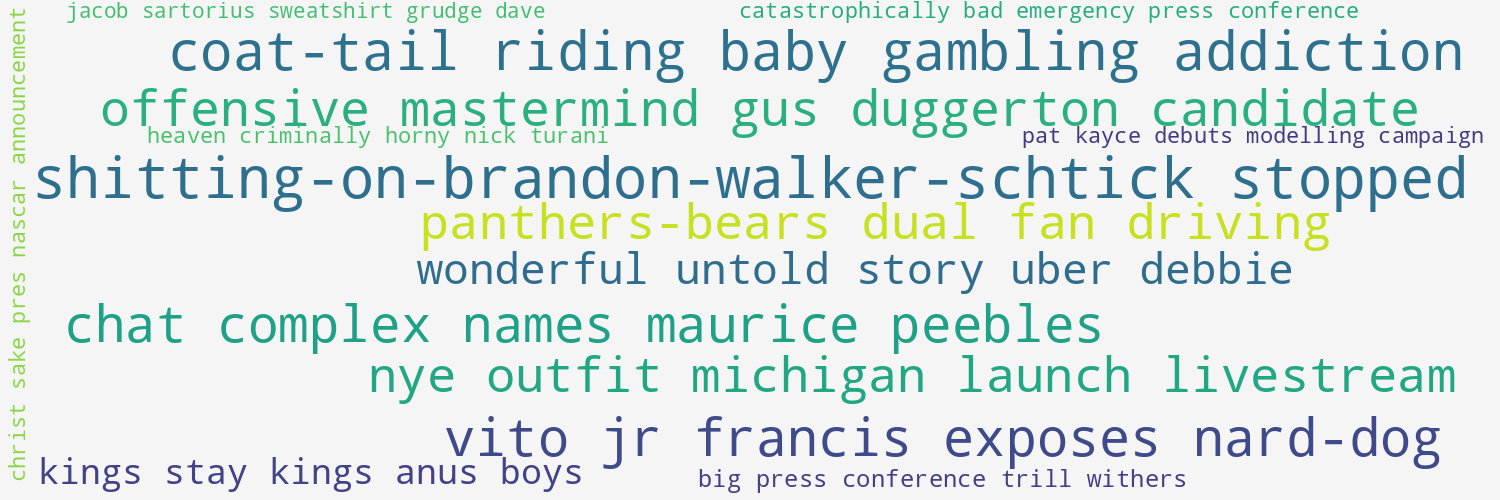 jacob sartorius sweatshirt grudge dave
catastrophically bad emergency press conference
coat-tail riding baby gambling addiction
offensive mastermind gus duggerton candidate
heaven criminally horny nick turani
pat kayce debuts modelling campaign
shitting-on-brandon-walker-schtick stopped
panthers-bears dual fan driving
wonderful untold story uber debbie
chat complex names maurice peebles
nye outfit michigan launch livestream
vito jr francis exposes nard-dog
kings stay kings anus boys
big press conference trill withers
christ sake pres nascar announcement